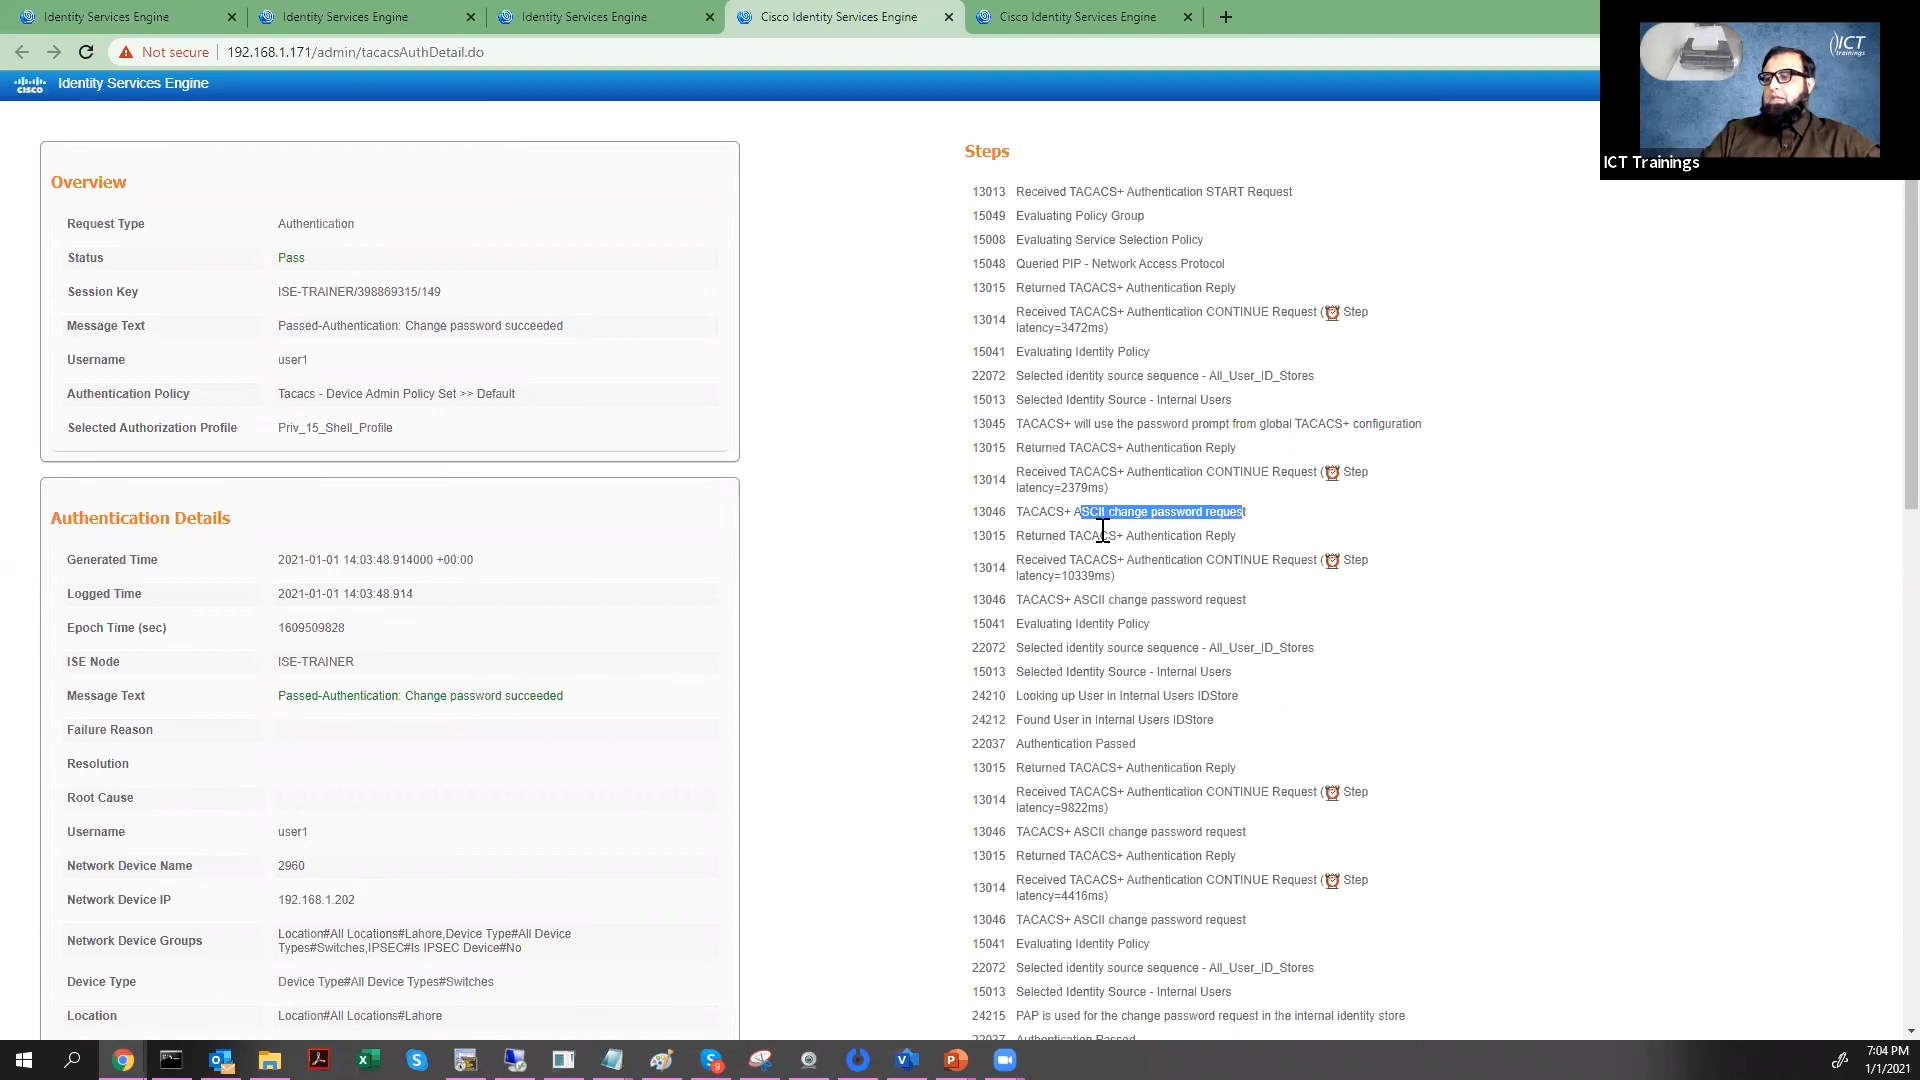 Identity Services Engine
Identity Services Engine
Identity Services Engine
Cisco Identity Services Engine
Cisco Identity Services Engine
Not secure
192.168.1.171/admin/tacacsAuthDetail.do
CISCO
Identity Services Engine
ICT
trainings
ICT Trainings
Overview
Request Type Authentication
Status Pass
Session Key ISE-TRAINER/398869315/149
Message Text Passed-Authentication: Change password succeeded
Username user1
Authentication Policy Tacacs - Device Admin Policy Set >> Default
Selected Authorization Profile Priv_15_Shell_Profile
Authentication Details
Generated Time 2021-01-01 14:03:48.914000 +00:00
Logged Time 2021-01-01 14:03:48.914
Epoch Time (sec) 1609509828
ISE Node ISE-TRAINER
Message Text Passed-Authentication: Change password succeeded
Failure Reason
Resolution
Root Cause
Username user1
Network Device Name 2960
Network Device IP 192.168.1.202
Network Device Groups Location#All Locations#Lahore,Device Type#All Device
Types#Switches,IPSEC#Is IPSEC Device#No
Device Type Device Type#All Device Types#Switches
Location Location#All Locations#Lahore
Steps
13013 Received TACACS+ Authentication START Request
15049 Evaluating Policy Group
15008 Evaluating Service Selection Policy
15048 Queried PIP - Network Access.Protocol
13015 Returned TACACS+ Authentication Reply
13014 Received TACACS+ Authentication CONTINUE Request (⏰ Step
latency=3472ms)
15041 Evaluating Identity Policy
22072 Selected identity source sequence - All_User_ID_Stores
15013 Selected Identity Source - Internal Users
13045 TACACS+ will use the password prompt from global TACACS+ configuration
13015 Returned TACACS+ Authentication Reply
13014 Received TACACS+ Authentication CONTINUE Request (⏰ Step
latency=2379ms)
13046 TACACS+ ASCII change password request
13015 Returned TACACS+ Authentication Reply
13014 Received TACACS+ Authentication CONTINUE Request (⏰ Step
latency=10339ms)
13046 TACACS+ ASCII change password request
15041 Evaluating Identity Policy
22072 Selected identity source sequence - All_User_ID_Stores
15013 Selected Identity Source - Internal Users
24210 Looking up User in Internal Users IDStore
24212 Found User in Internal Users IDStore
22037 Authentication Passed
13015 Returned TACACS+ Authentication Reply
13014 Received TACACS+ Authentication CONTINUE Request (⏰ Step
latency=9822ms)
13046 TACACS+ ASCII change password request
13015 Returned TACACS+ Authentication Reply
13014 Received TACACS+ Authentication CONTINUE Request (⏰ Step
latency=4416ms)
13046 TACACS+ ASCII change password request
15041 Evaluating Identity Policy
22072 Selected identity source sequence - All_User_ID_Stores
15013 Selected Identity Source - Internal Users
24215 PAP is used for the change password request in the internal identity store
22037 Authentication Passed
7:04 PM
1/1/2021